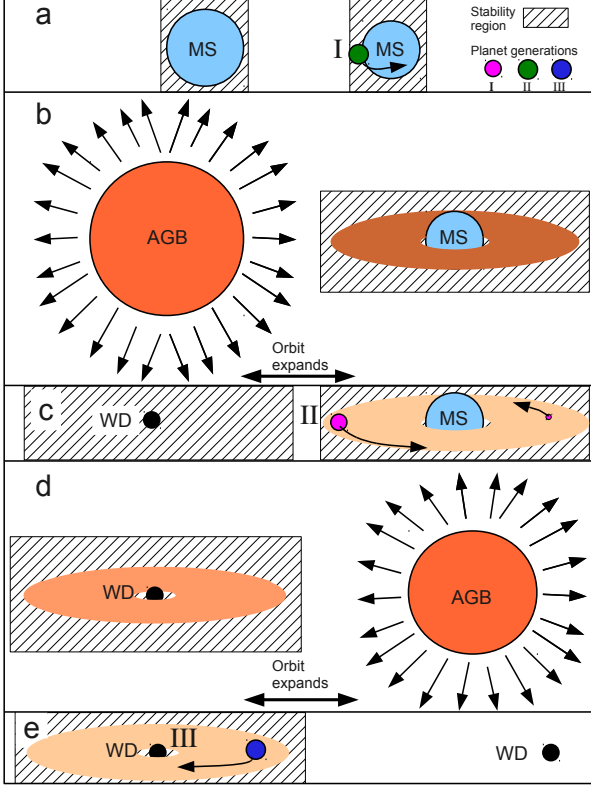 a
MS
I
MS
Stability
region
Planet generations
I II III
b
AGB
MS
Orbit
expands
c
WD
II
MS
d
WD
AGB
Orbit
expands
e
WD
III
WD